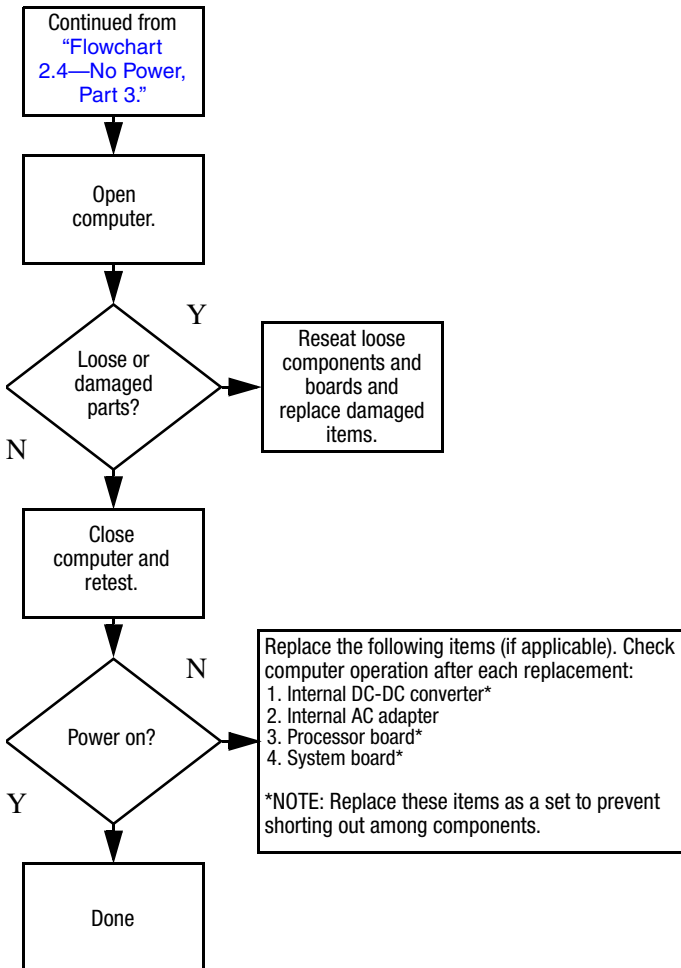 Continued from
“Flowchart
2.4—No Power,
Part 3.”
Open
computer.
Y
Loose or
damaged
parts?
Reseat loose
components and
boards and
replace damaged
items.
N
Close
computer and
retest.
N
Power on?
Replace the following items (if applicable). Check
computer operation after each replacement:
1. Internal DC-DC converter*
2. Internal AC adapter
3. Processor board*
4. System board*
*NOTE: Replace these items as a set to prevent
shorting out among components.
Y
Done